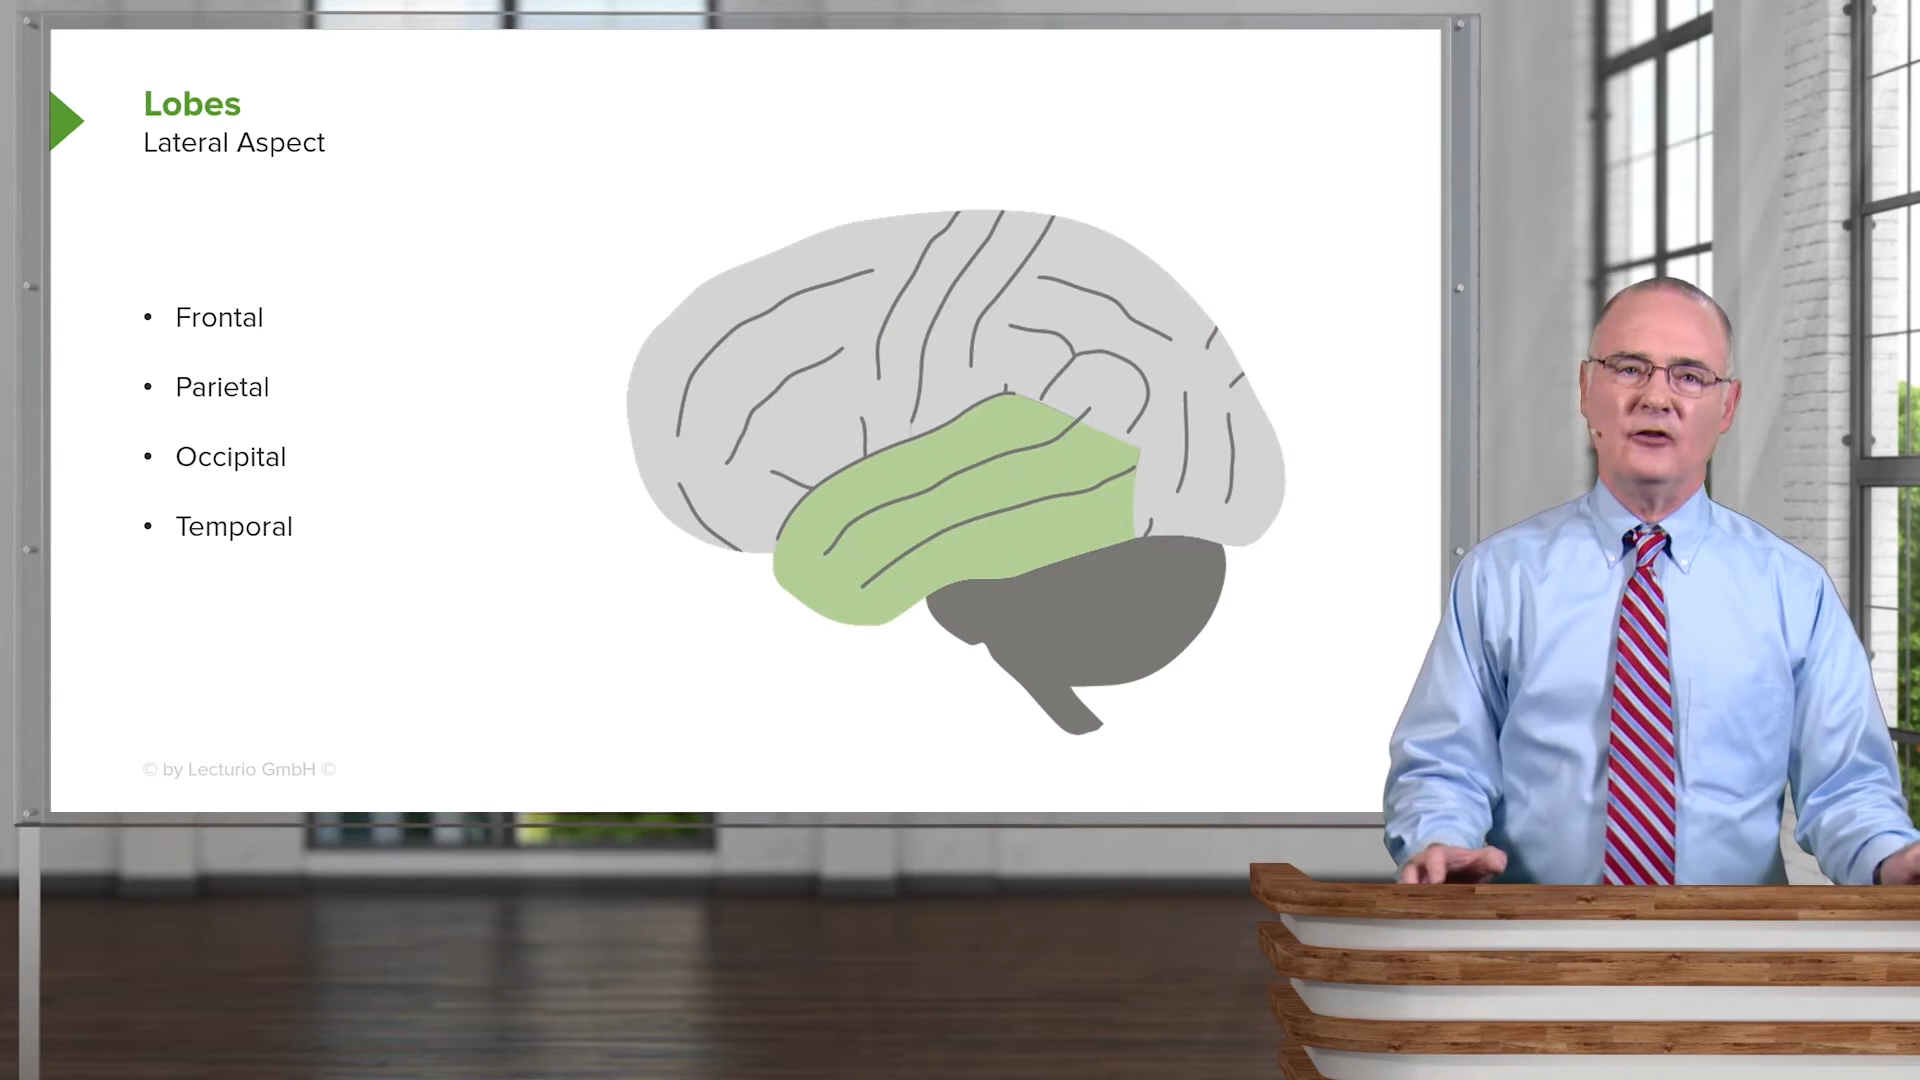 Lobes
Lateral Aspect
• Frontal
• Parietal
• Occipital
• Temporal
© by Lecturio GmbH ©